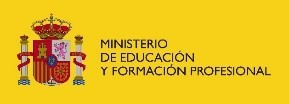 MINISTERIO
DE EDUCACIÓN
Y FORMACIÓN PROFESIONAL